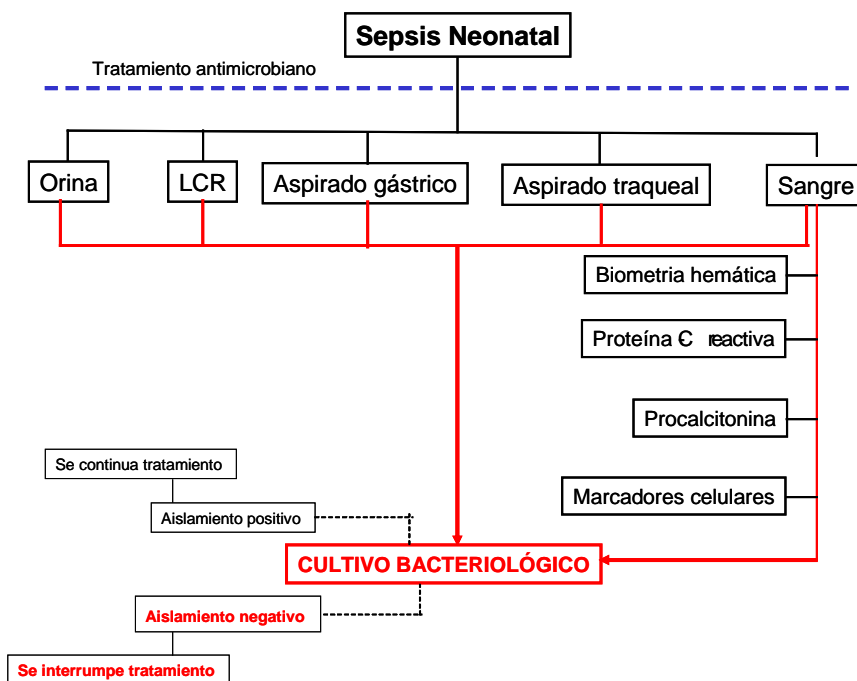 Sepsis Neonatal
Tratamiento antimicrobiano
Orina
LCR
Aspirado gástrico
Aspirado traqueal
Sangre
Biometria hemática
Proteína C reactiva
Procalcitonina
Se continua tratamiento
Marcadores celulares
Aislamiento positivo
CULTIVO BACTERIOLÓGICO
Aislamiento negativo
Se interrumpe tratamiento